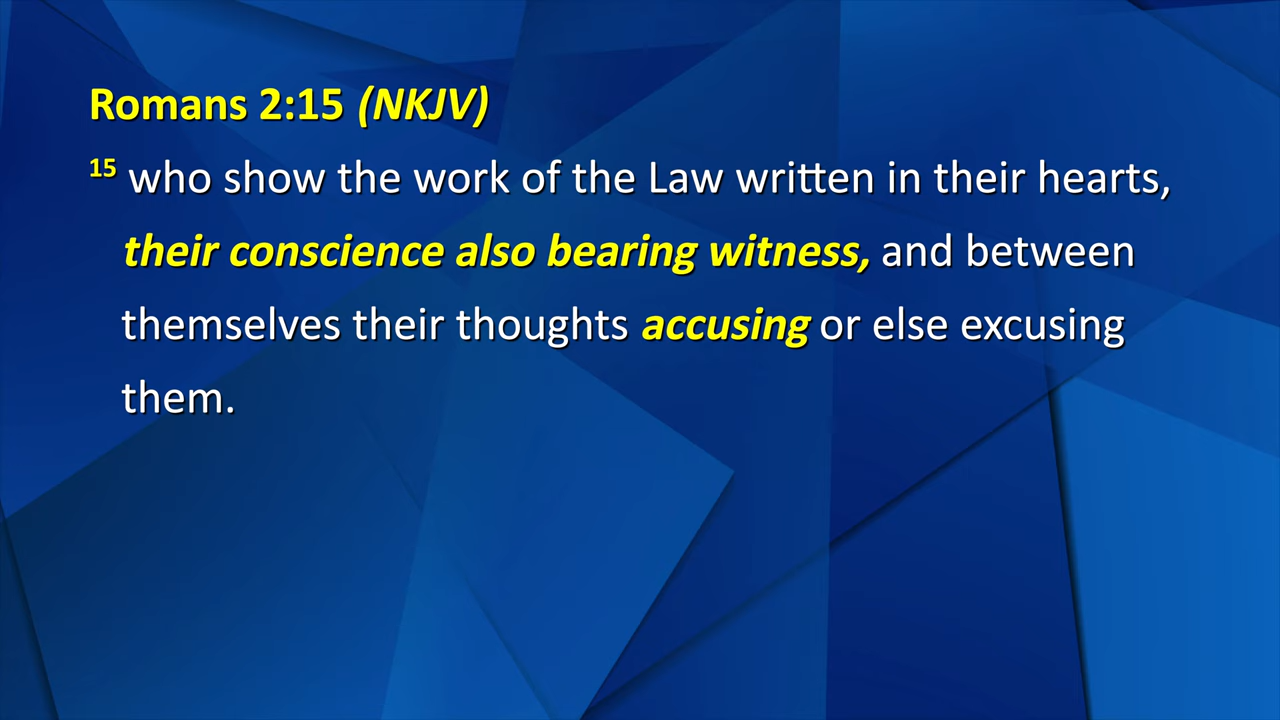 Romans 2:15 (NKJV)
15 who show the work of the Law written in their hearts,
their conscience also bearing witness, and between
themselves their thoughts accusing or else excusing
them.